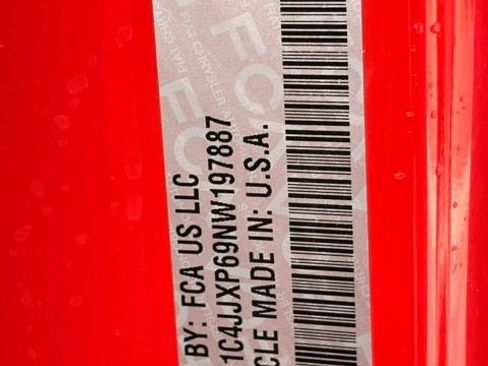 BY: FCA US LLC
1C4JJXP69NW197887
CLE MADE IN: U.S.A.